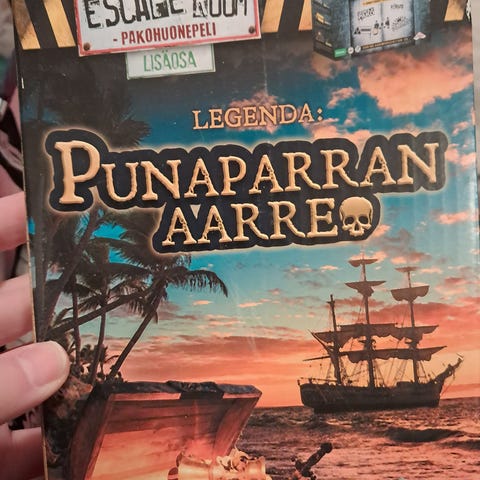 ESCAPE ROOM
- PAKOHUONEPELI
LISÄOSA
LEGENDA:
PUNAPARRAN
AARRE